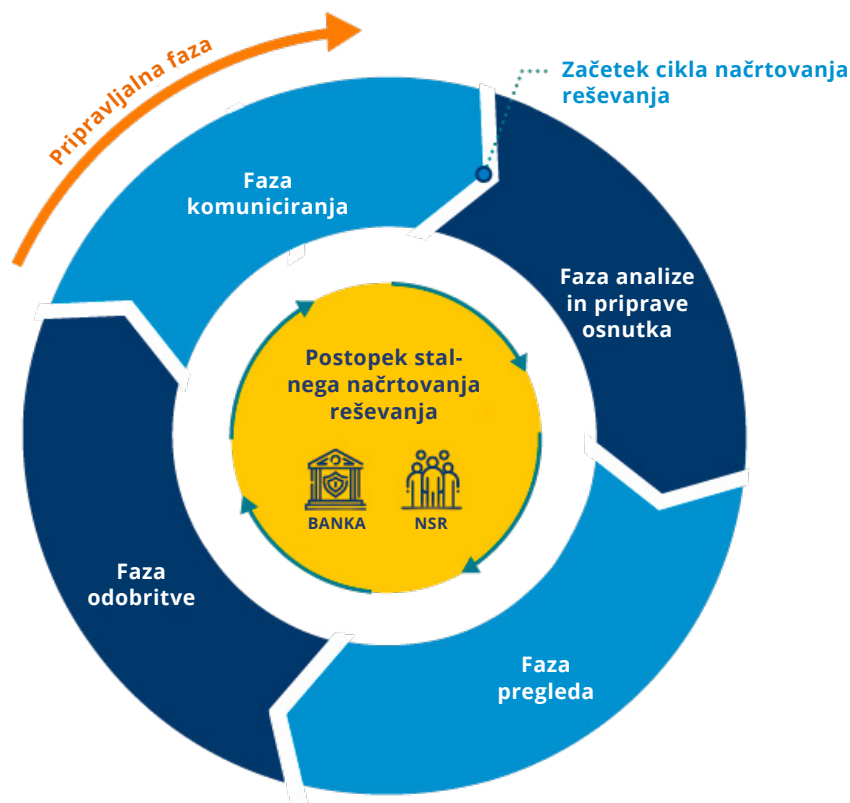 Pripravljalna faza
Začetek cikla načrtovanja
reševanja
Faza
komuniciranja
Faza analize
in priprave
osnutka
Postopek stal-
nega načrtovanja
reševanja
BANKA
NSR
Faza
odobritve
Faza
pregleda